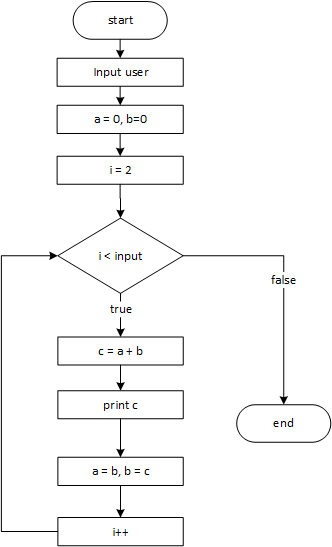 start
Input user
a = 0, b=0
i = 2
i < input
false
true
c = a + b
print c
end
a = b, b = c
i++